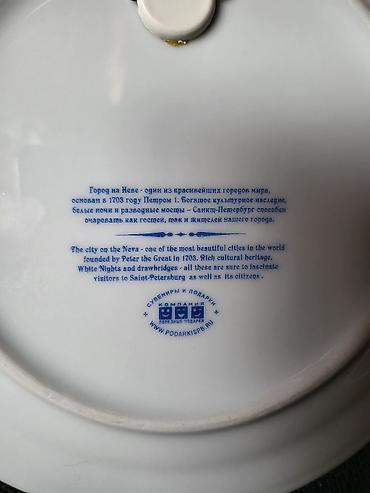 Город на Неве - один из красивейших городов мира,
основан в 1703 году Петром 1. Богатое культурное наследие,
белые ночи и разводные мосты - Санкт-Петербург способен
очаровать как гостей, так и жителей нашего города.
The city on the Neva - one of the most beautiful cities in the world
founded by Peter the Great in 1703. Rich cultural heritage,
White Nights and drawbridges - all these are sure to fascinate
visitors to Saint-Petersburg as well as its citizens.
СУВЕНИРЫ И ПОДАРКИ
КОМПАНИЯ
ПОЛЕЗНЫЕ ПОДАРКИ
WWW.PODARKISPB.RU